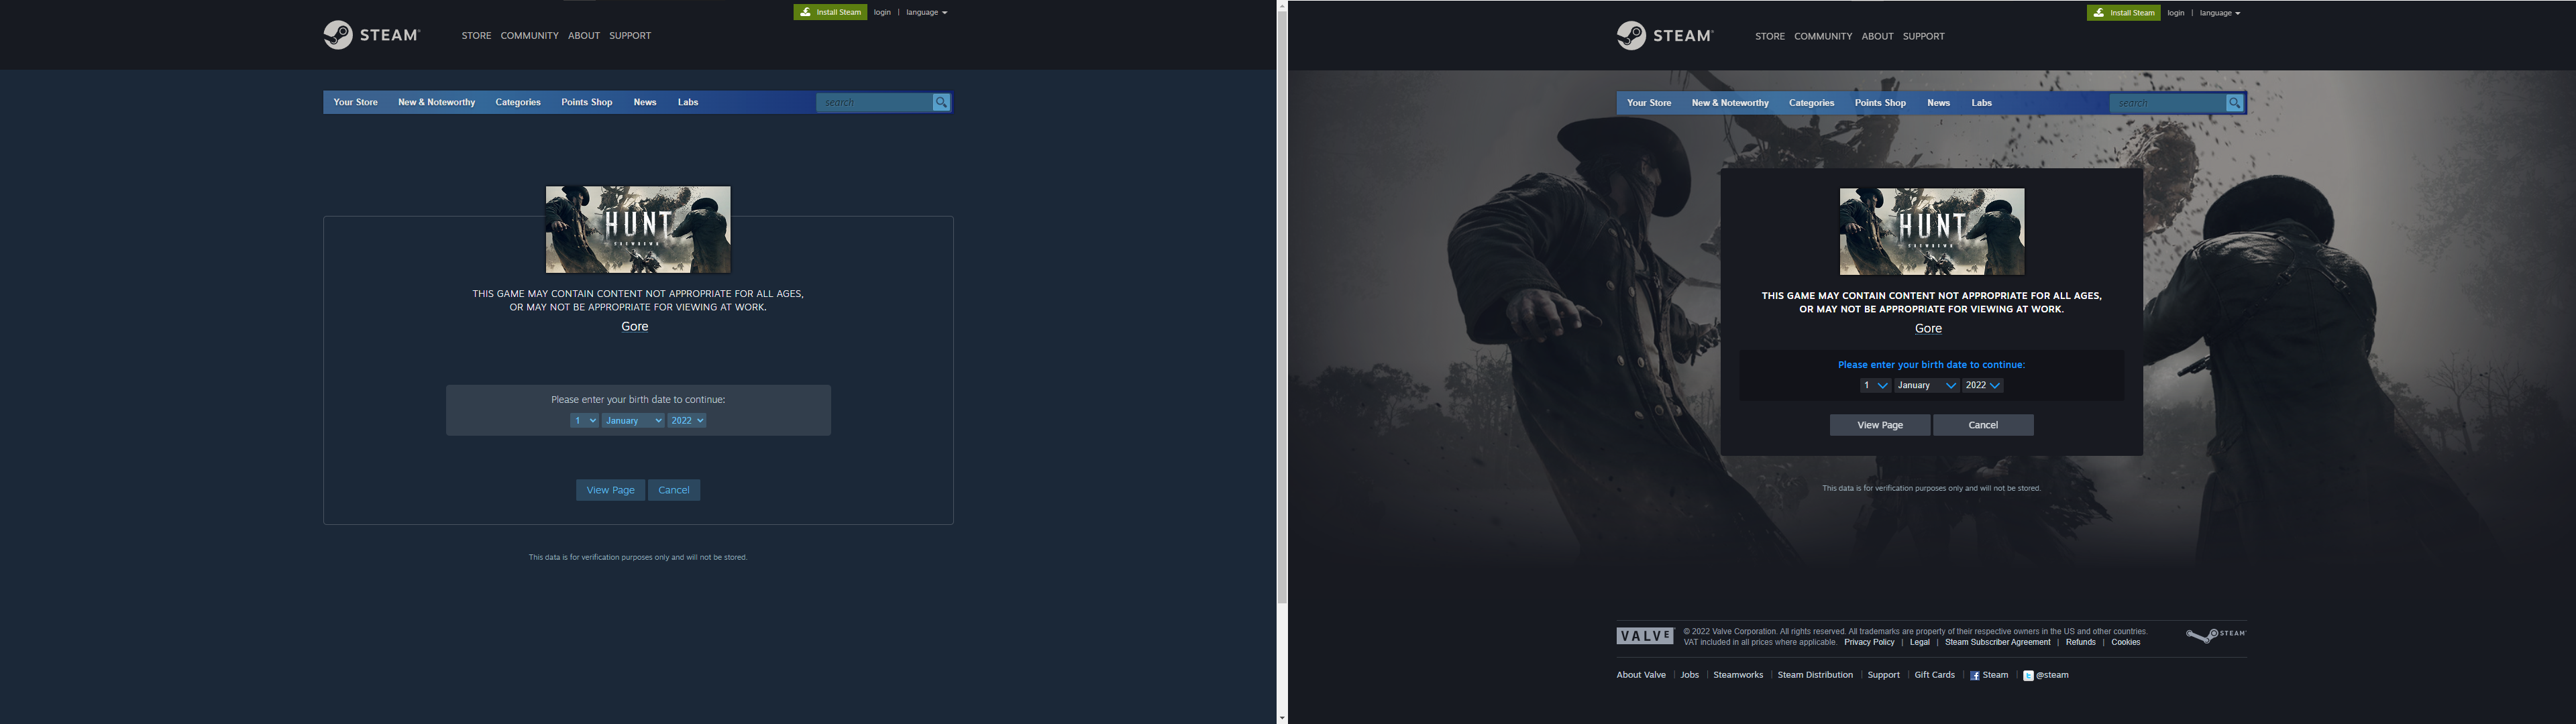 Install Steam login | language
STEAM® STORE COMMUNITY ABOUT SUPPORT
Your Store New & Noteworthy Categories Points Shop News Labs search
HUNT
SHOWDOWN
THIS GAME MAY CONTAIN CONTENT NOT APPROPRIATE FOR ALL AGES,
OR MAY NOT BE APPROPRIATE FOR VIEWING AT WORK.
Gore
Please enter your birth date to continue:
1 January 2022
View Page Cancel
This data is for verification purposes only and will not be stored.
Install Steam login | language
STEAM® STORE COMMUNITY ABOUT SUPPORT
Your Store New & Noteworthy Categories Points Shop News Labs search
HUNT
SHOWDOWN
THIS GAME MAY CONTAIN CONTENT NOT APPROPRIATE FOR ALL AGES,
OR MAY NOT BE APPROPRIATE FOR VIEWING AT WORK.
Gore
Please enter your birth date to continue:
1 January 2022
View Page Cancel
This data is for verification purposes only and will not be stored.
VALVE © 2022 Valve Corporation. All rights reserved. All trademarks are property of their respective owners in the US and other countries. STEAM
VAT included in all prices where applicable. Privacy Policy | Legal | Steam Subscriber Agreement | Refunds | Cookies
About Valve | Jobs | Steamworks | Steam Distribution | Support | Gift Cards | Steam | @steam